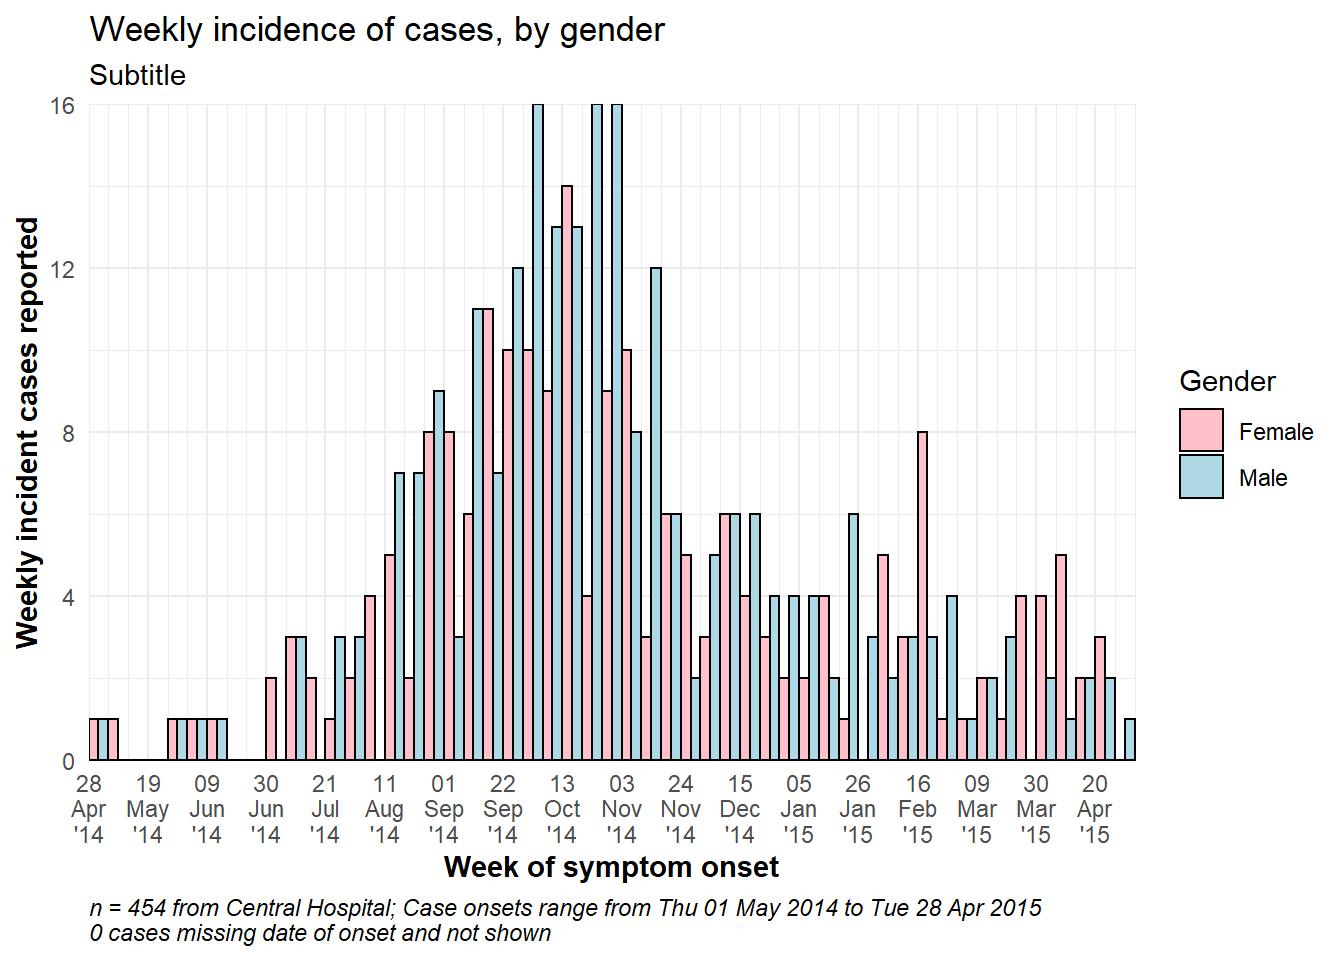 Weekly incidence of cases, by gender
Subtitle
Weekly incident cases reported
16
12
8
4
0
28 19 09 30 21 11 01 22 13 03 24 15 05 26 16 09 30 20
Apr May Jun Jun Jul Aug Sep Sep Oct Nov Nov Dec Jan Jan Feb Mar Mar Apr
'14 '14 '14 '14 '14 '14 '14 '14 '14 '14 '14 '14 '15 '15 '15 '15 '15 '15
Week of symptom onset
Gender
Female
Male
n = 454 from Central Hospital; Case onsets range from Thu 01 May 2014 to Tue 28 Apr 2015
0 cases missing date of onset and not shown